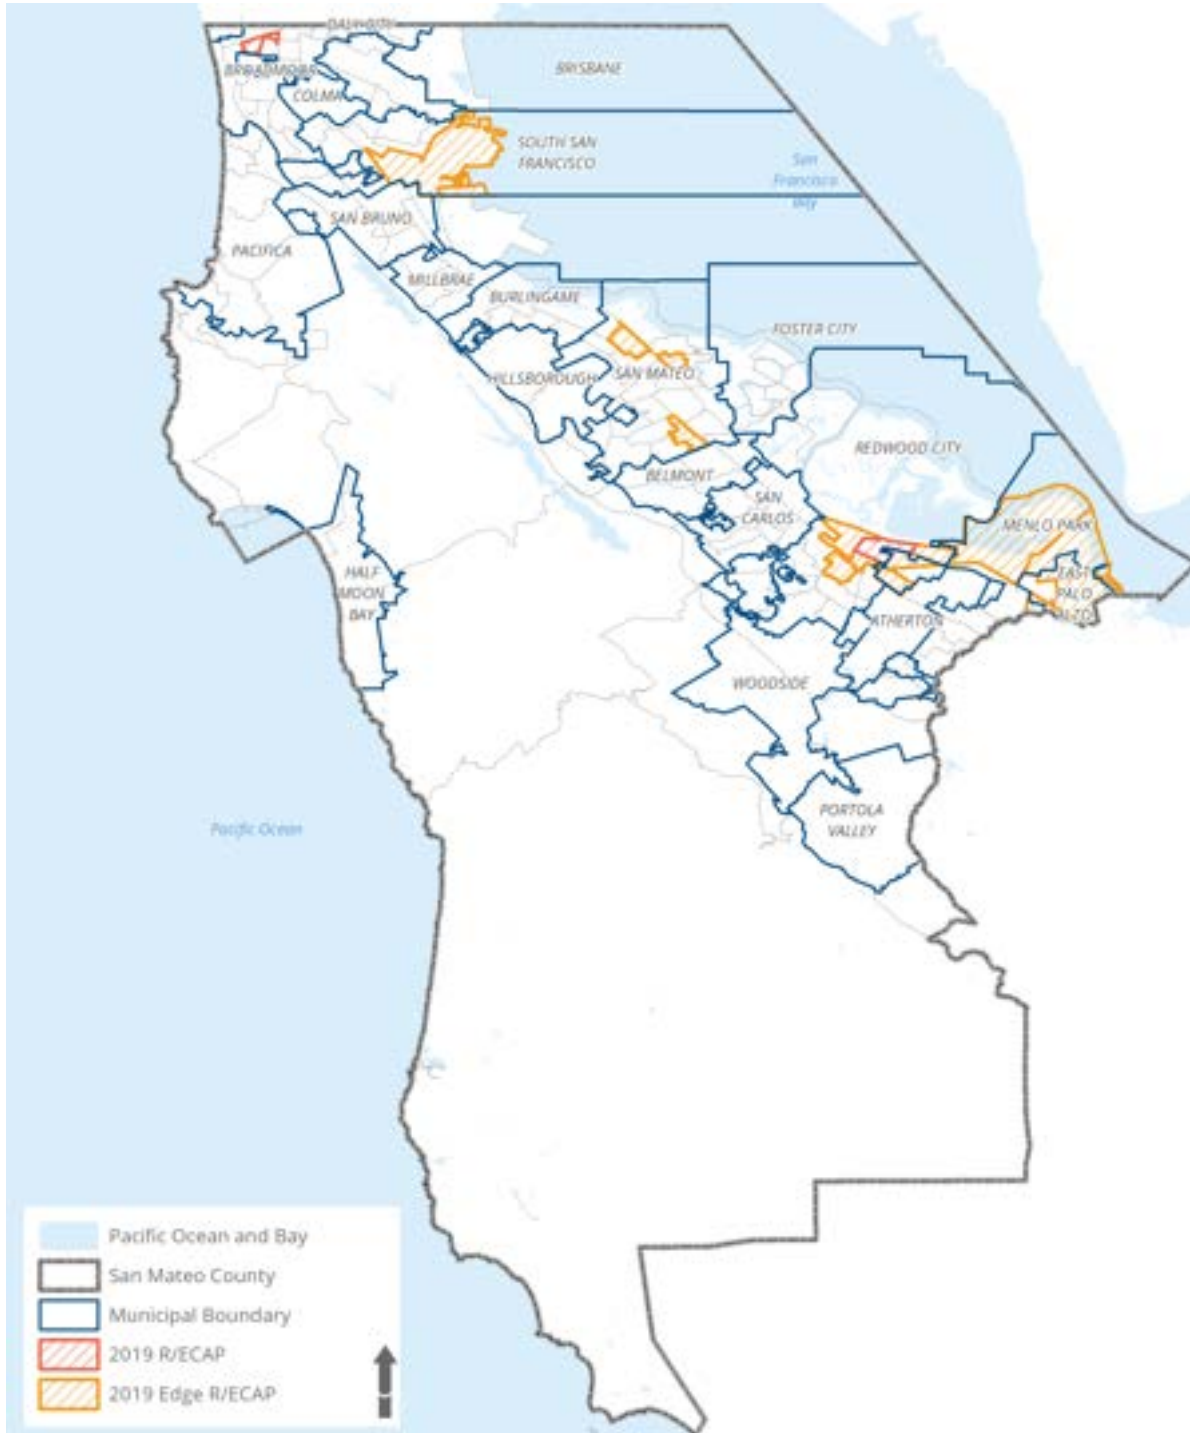 DALY CITY
BRISBANE
BROADMOOR
COLMA
SOUTH SAN
FRANCISCO
San
Francisco
Bay
SAN BRUNO
PACIFICA
MILLBRAE
BURLINGAME
FOSTER CITY
HILLSBOROUGH
SAN MATEO
REDWOOD CITY
BELMONT
SAN
CARLOS
MENLO PARK
HALF
MOON
BAY
EAST
PALO
ALTO
ATHERTON
WOODSIDE
PORTOLA
VALLEY
Pacific Ocean
Pacific Ocean and Bay
San Mateo County
Municipal Boundary
2019 R/ECAP
2019 Edge R/ECAP